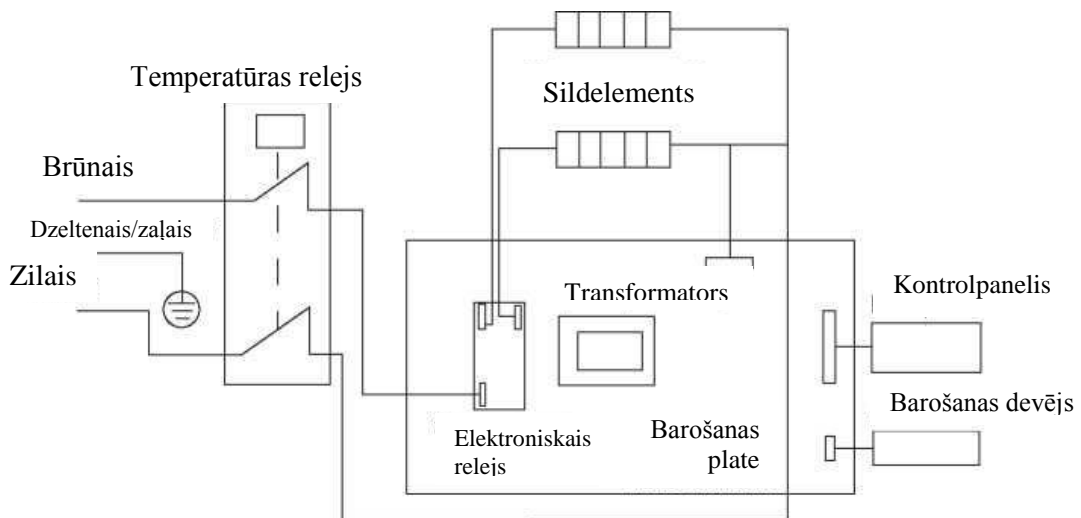 Temperatūras relejs
Sildelements
Brūnais
Dzeltenais/zaļais
Zilais
Transformators
Kontrolpanelis
Elektroniskais
relejs
Barošanas
plate
Barošanas devējs